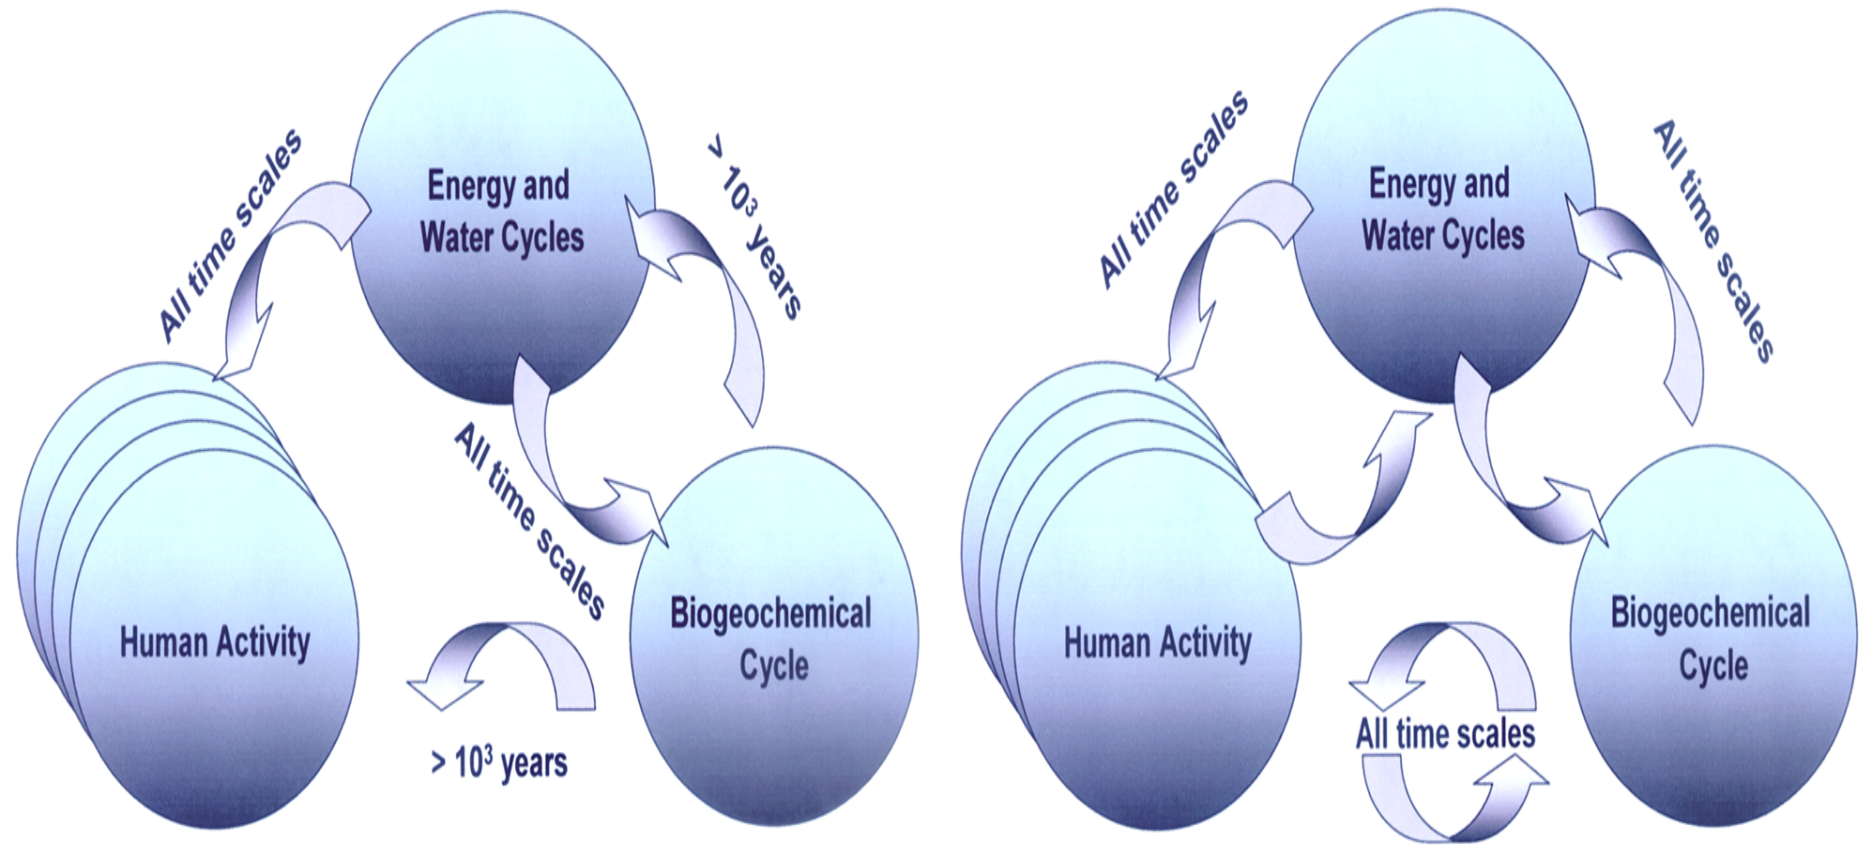 Energy and
Water Cycles
All time scales
> 10³ years
All time scales
Human Activity
Biogeochemical
Cycle
> 10³ years
Energy and
Water Cycles
All time scales
All time scales
Human Activity
Biogeochemical
Cycle
All time scales